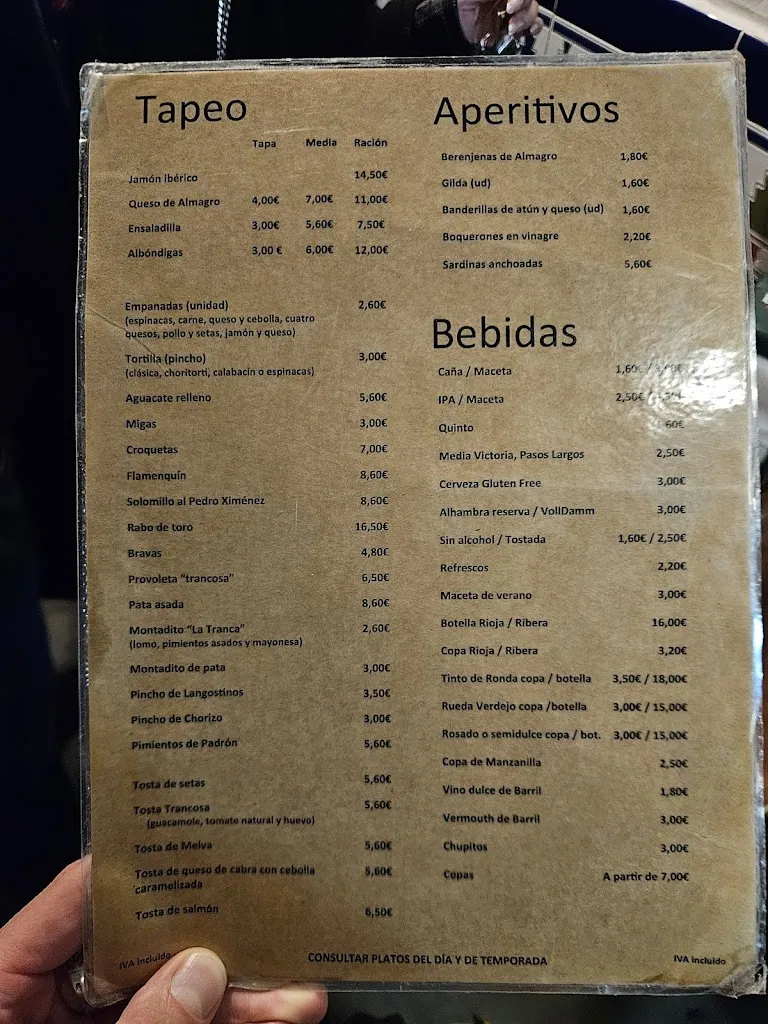 Tapeo
Tapa Media Ración
Jamón ibérico 14,50€
Queso de Almagro 4,00€ 7,00€ 11,00€
Ensaladilla 3,00€ 5,60€ 7,50€
Albóndigas 3,00 € 6,00€ 12,00€
Empanadas (unidad) 2,60€
(espinacas, carne, queso y cebolla, cuatro
quesos, pollo y setas, jamón y queso)
Tortilla (pincho) 3,00€
(clásica, choritorti, calabacín o espinacas)
Aguacate relleno 5,60€
Migas 3,00€
Croquetas 7,00€
Flamenquín 8,60€
Solomillo al Pedro Ximénez 8,60€
Rabo de toro 16,50€
Bravas 4,80€
Provoleta "trancosa" 6,50€
Pata asada 8,60€
Montadito "La Tranca" 2,60€
(lomo, pimientos asados y mayonesa)
Montadito de pata 3,00€
Pincho de Langostinos 3,50€
Pincho de Chorizo 3,00€
Pimientos de Padrón 5,60€
Tosta de setas 5,60€
Tosta Trancosa 5,60€
(guacamole, tomate natural y huevo)
Tosta de Melva 5,60€
Tosta de queso de cabra con cebolla 5,60€
caramelizada
Tosta de salmón 6,50€
Aperitivos
Berenjenas de Almagro 1,80€
Gilda (ud) 1,60€
Banderillas de atún y queso (ud) 1,60€
Boquerones en vinagre 2,20€
Sardinas anchoadas 5,60€
Bebidas
Caña / Maceta 1,60€ /
IPA / Maceta 2,50€ /
Quinto
Media Victoria, Pasos Largos 2,50€
Cerveza Gluten Free 3,00€
Alhambra reserva / VollDamm 3,00€
Sin alcohol / Tostada 1,60€ / 2,50€
Refrescos 2,20€
Maceta de verano 3,00€
Botella Rioja / Ribera 16,00€
Copa Rioja / Ribera 3,20€
Tinto de Ronda copa / botella 3,50€ / 18,00€
Rueda Verdejo copa /botella 3,00€ / 15,00€
Rosado o semidulce copa / bot. 3,00€ / 15,00€
Copa de Manzanilla 2,50€
Vino dulce de Barril 1,80€
Vermouth de Barril 3,00€
Chupitos 3,00€
Copas A partir de 7,00€
IVA incluido CONSULTAR PLATOS DEL DÍA Y DE TEMPORADA IVA incluido